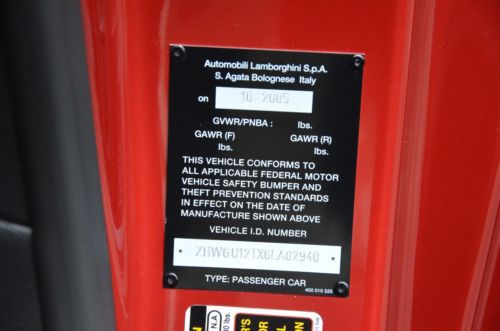 Automobili Lamborghini S.p.A.
S. Agata Bolognese Italy
on 10-2005
GVWR/PNBA : lbs.
GAWR (F) GAWR (R)
lbs. lbs.
THIS VEHICLE CONFORMS TO
ALL APPLICABLE FEDERAL MOTOR
VEHICLE SAFETY BUMPER AND
THEFT PREVENTION STANDARDS
IN EFFECT ON THE DATE OF
MANUFACTURE SHOWN ABOVE
VEHICLE I.D. NUMBER
ZHWGU12TX6LA02940
TYPE: PASSENGER CAR
400 010 525